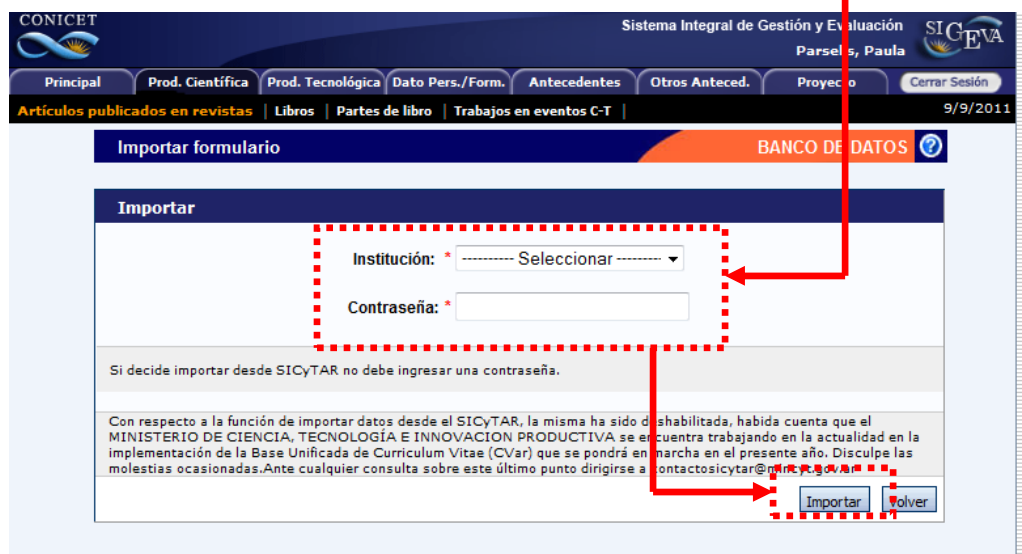 CONICET
Sistema Integral de Gestión y Evaluación
SIGEVA
Parselis, Paula
Principal Prod. Científica Prod. Tecnológica Dato Pers./Form. Antecedentes Otros Anteced. Proyecto Cerrar Sesión
Artículos publicados en revistas | Libros | Partes de libro | Trabajos en eventos C-T | 9/9/2011
Importar formulario BANCO DE DATOS ?
Importar
Institución: * ---------- Seleccionar ---------
Contraseña: *
Si decide importar desde SICyTAR no debe ingresar una contraseña.
Con respecto a la función de importar datos desde el SICyTAR, la misma ha sido deshabilitada, habida cuenta que el
MINISTERIO DE CIENCIA, TECNOLOGÍA E INNOVACION PRODUCTIVA se encuentra trabajando en la actualidad en la
implementación de la Base Unificada de Curriculum Vitae (CVar) que se pondrá en marcha en el presente año. Disculpe las
molestias ocasionadas.Ante cualquier consulta sobre este último punto dirigirse a contactosicytar@mincyt.gov.ar
Importar Volver